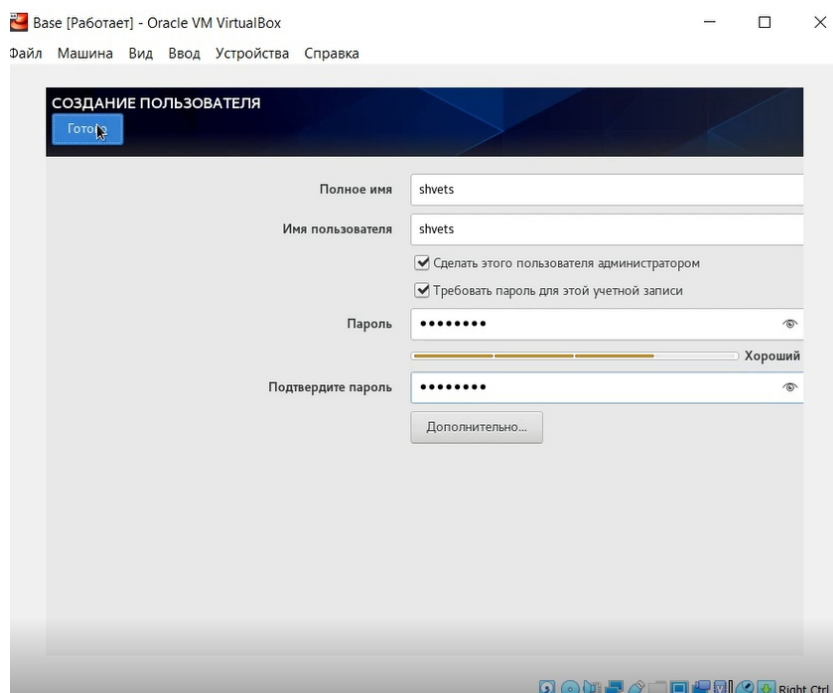 Base [Работает] - Oracle VM VirtualBox
Файл Машина Вид Ввод Устройства Справка
СОЗДАНИЕ ПОЛЬЗОВАТЕЛЯ
Готово
Полное имя shvets
Имя пользователя shvets
Сделать этого пользователя администратором
Требовать пароль для этой учетной записи
Пароль ••••••••
Хороший
Подтвердите пароль ••••••••
Дополнительно...
Right Ctrl